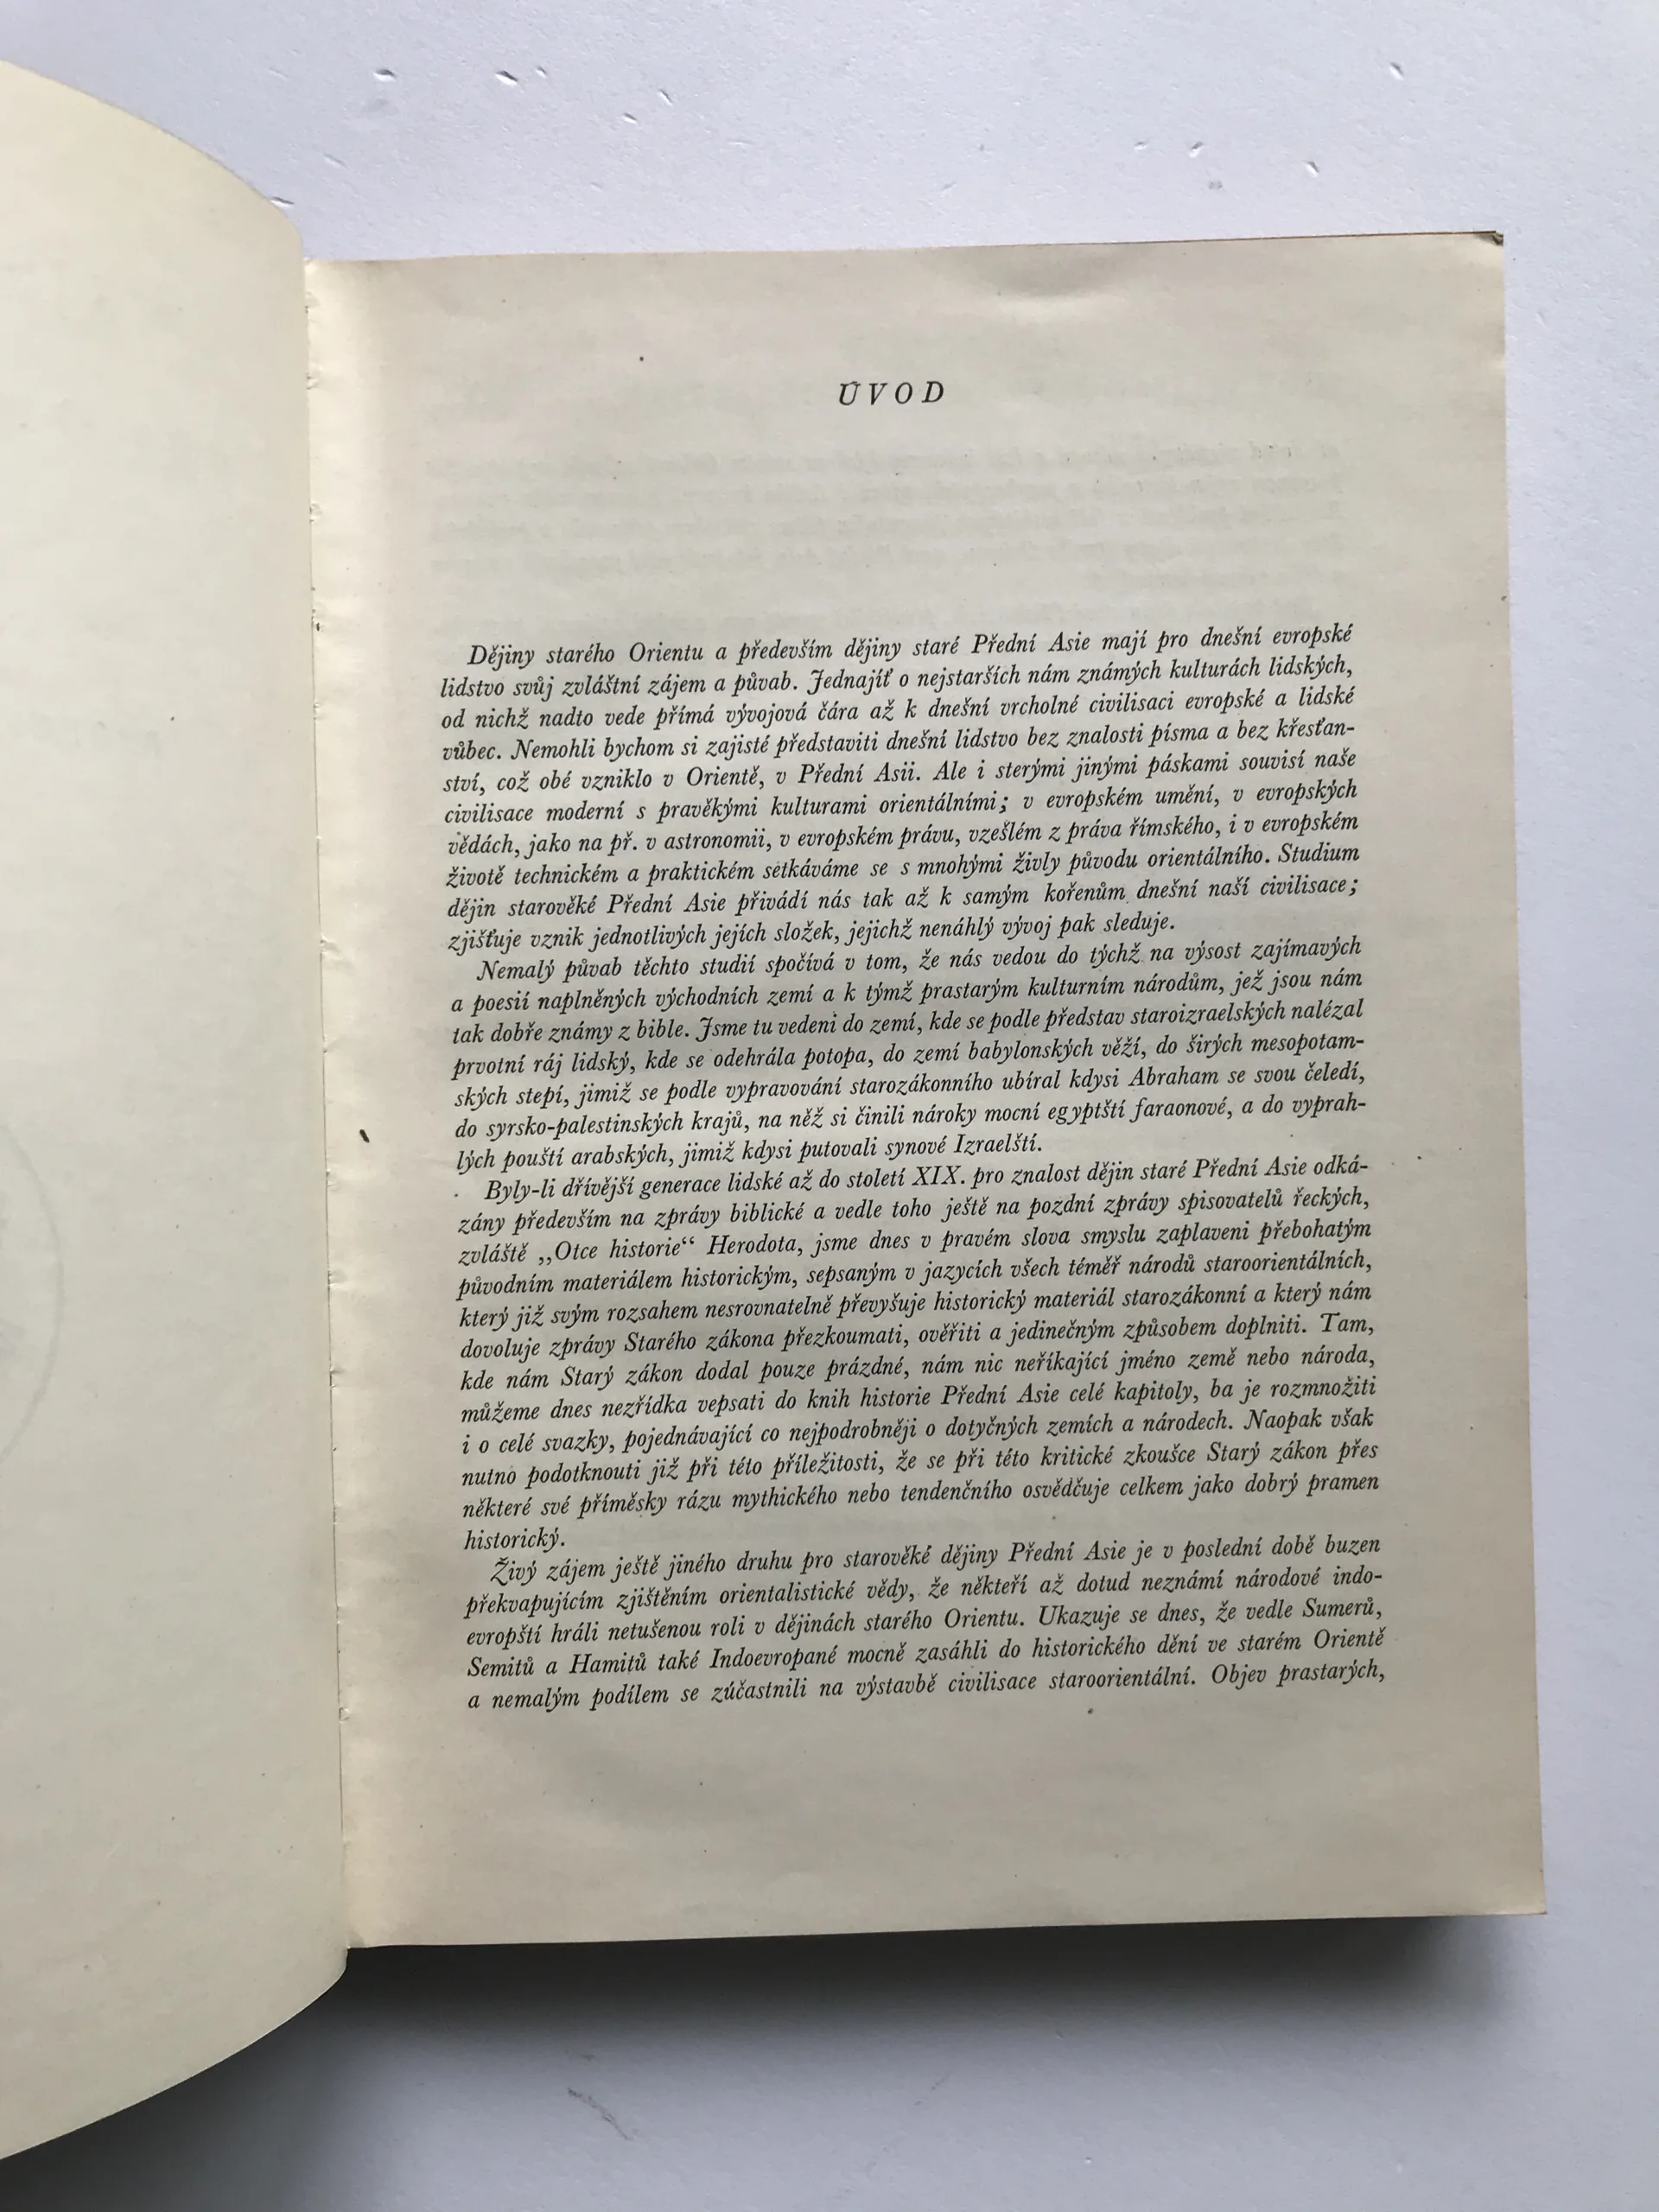 ÚVOD
Dějiny starého Orientu a především dějiny staré Přední Asie mají pro dnešní evropské
lidstvo svůj zvláštní zájem a půvab. Jednajíť o nejstarších nám známých kulturách lidských,
od nichž nadto vede přímá vývojová čára až k dnešní vrcholné civilisaci evropské a lidské
vůbec. Nemohli bychom si zajisté představiti dnešní lidstvo bez znalosti písma a bez křesťan-
ství, což obé vzniklo v Orientě, v Přední Asii. Ale i sterými jinými páskami souvisí naše
civilisace moderní s pravěkými kulturami orientálními; v evropském umění, v evropských
vědách, jako na př. v astronomii, v evropském právu, vzešlém z práva římského, i v evropském
životě technickém a praktickém setkáváme se s mnohými živly původu orientálního. Studium
dějin starověké Přední Asie přivádí nás tak až k samým kořenům dnešní naší civilisace;
zjišťuje vznik jednotlivých jejích složek, jejichž nenáhlý vývoj pak sleduje.
Nemalý půvab těchto studií spočívá v tom, že nás vedou do týchž na výsost zajímavých
a poesií naplněných východních zemí a k týmž prastarým kulturním národům, jež jsou nám
tak dobře známy z bible. Jsme tu vedeni do zemí, kde se podle představ staroizraelských nalézal
prvotní ráj lidský, kde se odehrála potopa, do zemí babylonských věží, do širých mesopotam-
ských stepí, jimiž se podle vypravování starozákonního ubíral kdysi Abraham se svou čeledí,
do syrsko-palestinských krajů, na něž si činili nároky mocní egyptští faraonové, a do vyprah-
lých pouští arabských, jimiž kdysi putovali synové Izraelští.
Byly-li dřívější generace lidské až do století XIX. pro znalost dějin staré Přední Asie odká-
zány především na zprávy biblické a vedle toho ještě na pozdní zprávy spisovatelů řeckých,
zvláště „Otce historie“ Herodota, jsme dnes v pravém slova smyslu zaplaveni přebohatým
původním materiálem historickým, sepsaným v jazycích všech téměř národů staroorientálních,
který již svým rozsahem nesrovnatelně převyšuje historický materiál starozákonní a který nám
dovoluje zprávy Starého zákona přezkoumati, ověřiti a jedinečným způsobem doplniti. Tam,
kde nám Starý zákon dodal pouze prázdné, nám nic neříkající jméno země nebo národa,
můžeme dnes nezřídka vepsati do knih historie Přední Asie celé kapitoly, ba je rozmnožiti
i o celé svazky, pojednávající co nejpodrobněji o dotyčných zemích a národech. Naopak však
nutno podotknouti již při této příležitosti, že se při této kritické zkoušce Starý zákon přes
některé své příměsky rázu mythického nebo tendenčního osvědčuje celkem jako dobrý pramen
historický.
Živý zájem ještě jiného druhu pro starověké dějiny Přední Asie je v poslední době buzen
překvapujícím zjištěním orientalistické vědy, že někteří až dotud neznámí národové indo-
evropští hráli netušenou roli v dějinách starého Orientu. Ukazuje se dnes, že vedle Sumerů,
Semitů a Hamitů také Indoevropané mocně zasáhli do historického dění ve starém Orientě
a nemalým podílem se zúčastnili na výstavbě civilisace staroorientální. Objev prastarých,